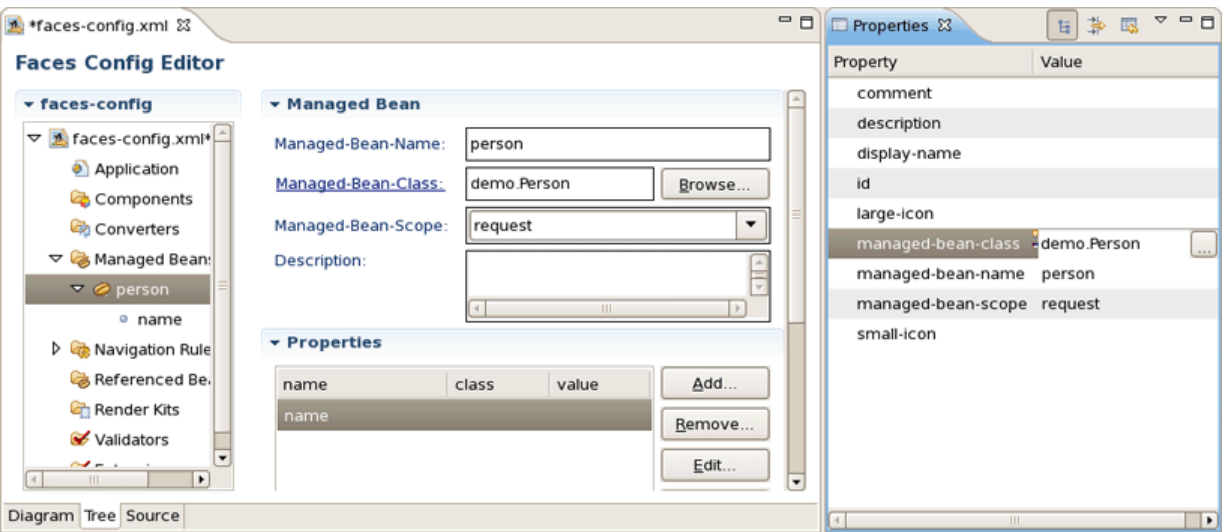 *faces-config.xml
Faces Config Editor
faces-config
faces-config.xml*
Application
Components
Converters
Managed Beans
person
name
Navigation Rule
Referenced Be
Render Kits
Validators
Managed Bean
Managed-Bean-Name: person
Managed-Bean-Class: demo.Person Browse...
Managed-Bean-Scope: request
Description:
Properties
name class value
name
Add...
Remove...
Edit...
Diagram Tree Source
Properties
Property Value
comment
description
display-name
id
large-icon
managed-bean-class demo.Person ...
managed-bean-name person
managed-bean-scope request
small-icon